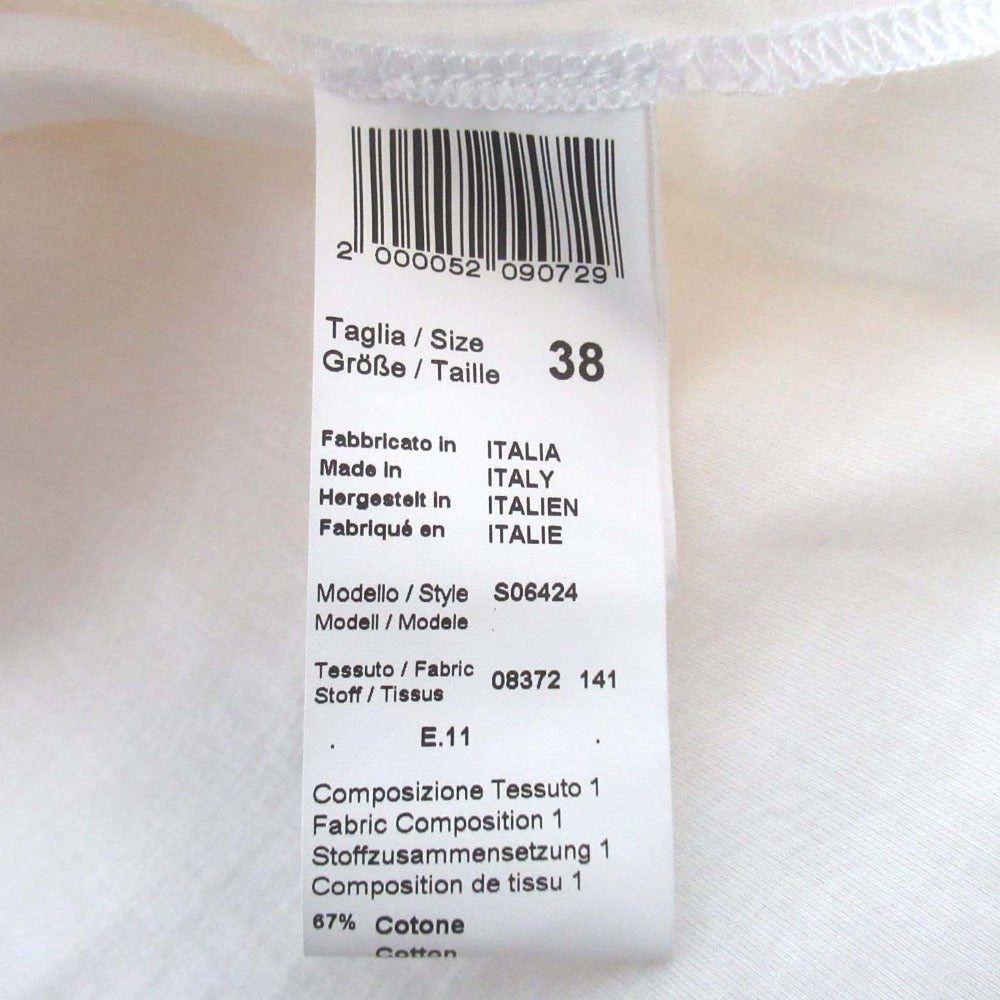 2 000052 090729
Taglia / Size 38
Größe / Taille
Fabbricato in ITALIA
Made in ITALY
Hergestelt in ITALIEN
Fabriqué en ITALIE
Modello / Style S06424
Modell / Modele
Tessuto / Fabric 08372 141
Stoff / Tissus
. E.11 .
Composizione Tessuto 1
Fabric Composition 1
Stoffzusammensetzung 1
Composition de tissu 1
67% Cotone
Cotton